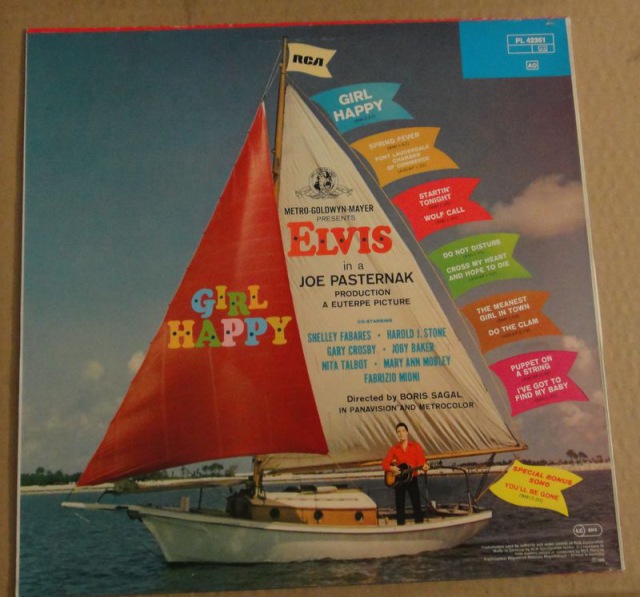 RCA
PL 42361
AO
GIRL
HAPPY
SPRING FEVER
FORT LAUDERDALE
CHAMBER
OF COMMERCE
STARTIN'
TONIGHT
WOLF CALL
DO NOT DISTURB
CROSS MY HEART
AND HOPE TO DIE
THE MEANEST
GIRL IN TOWN
DO THE CLAM
PUPPET ON
A STRING
I'VE GOT TO
FIND MY BABY
SPECIAL BONUS
SONG
YOU'LL BE GONE
METRO-GOLDWYN-MAYER
PRESENTS
ELVIS
in a
JOE PASTERNAK
PRODUCTION
A EUTERPE PICTURE
CO-STARRING
SHELLEY FABARES • HAROLD J. STONE
GARY CROSBY • JOBY BAKER
NITA TALBOT • MARY ANN MOBLEY
FABRIZIO MIONI
Directed by BORIS SAGAL
IN PANAVISION AND METROCOLOR
GIRL
HAPPY